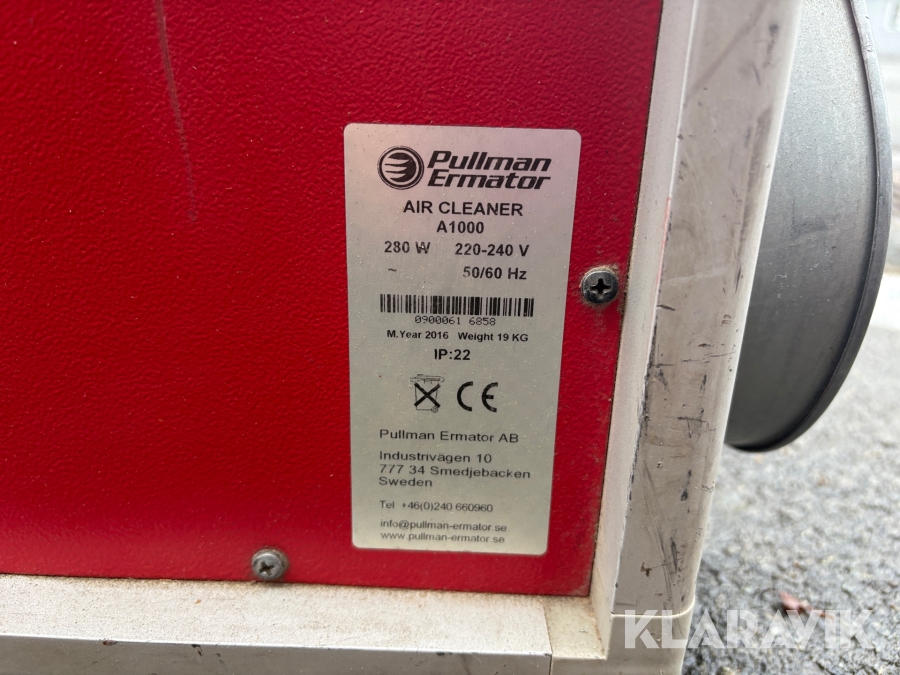 Pullman
Ermator
AIR CLEANER
A1000
280 W 220-240 V
~ 50/60 Hz
0900061 6858
M.Year 2016 Weight 19 KG
IP:22
CE
Pullman Ermator AB
Industrivägen 10
777 34 Smedjebacken
Sweden
Tel +46(0)240 660960
info@pullman-ermator.se
www.pullman-ermator.se
KLARAVIK